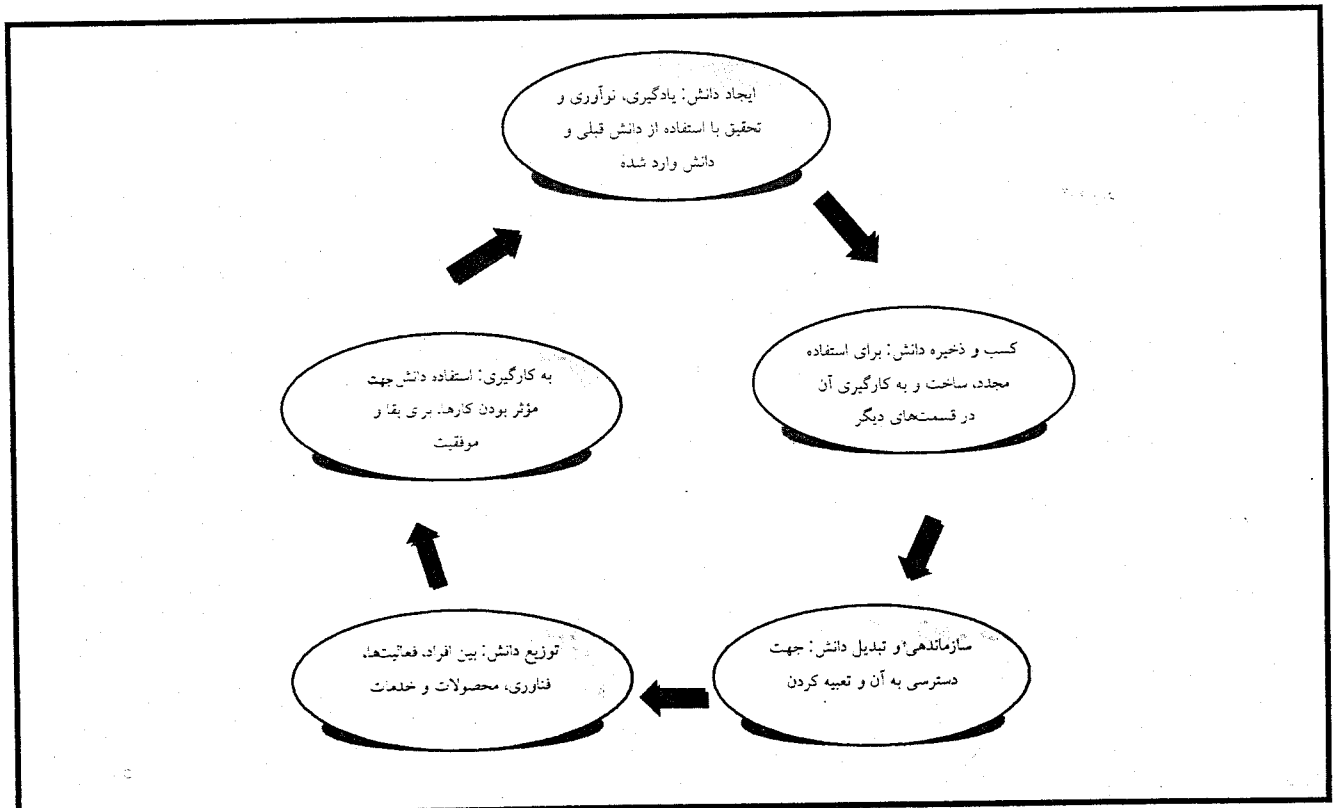 ایجاد دانش: یادگیری، نوآوری و
تحقیق با استفاده از دانش قبلی و
دانش وارد شده
کسب و ذخیره دانش: برای استفاده
مجدد، ساخت و به کارگیری آن
در قسمت‌های دیگر
سازماندهی و تبدیل دانش: جهت
دسترسی به آن و تعبیه کردن
توزیع دانش: بین افراد، فعالیت‌ها،
فناوری، محصولات و خدمات
به کارگیری: استفاده دانش جهت
مؤثر بودن کارها، برای بقا و
موفقیت